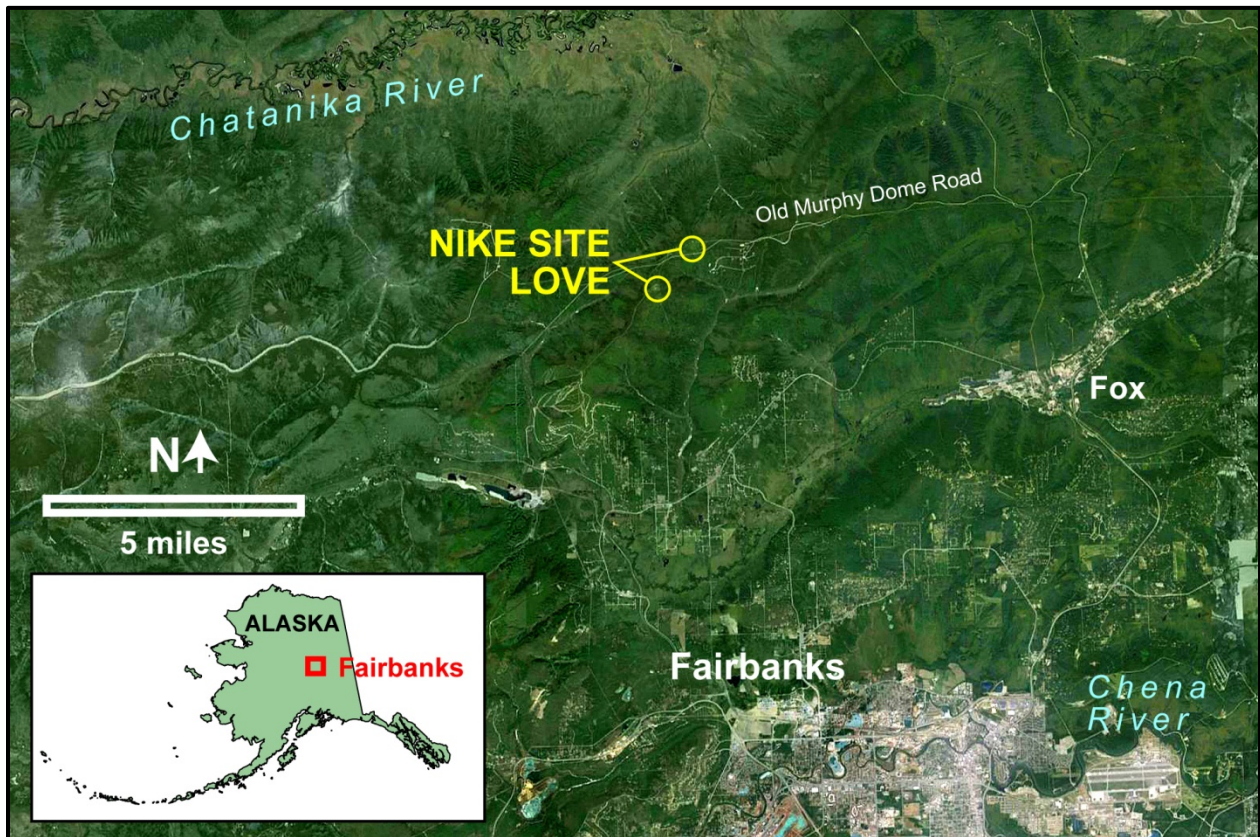 Chatanika River
Old Murphy Dome Road
NIKE SITE
LOVE
Fox
N
5 miles
ALASKA
Fairbanks
Fairbanks
Chena
River